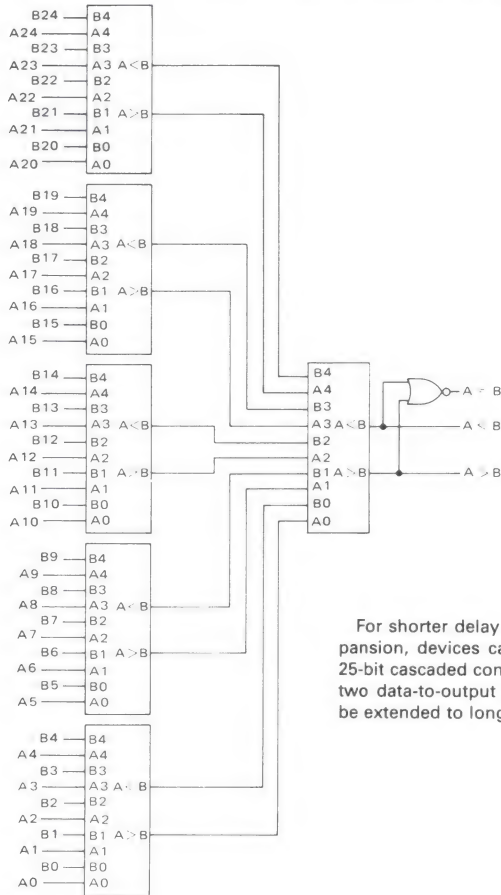 B24 B4
A24 A4
B23 B3
A23 A3 A<B
B22 B2
A22 A2
B21 B1 A>B
A21 A1
B20 B0
A20 A0
B19 B4
A19 A4
B18 B3
A18 A3 A<B
B17 B2
A17 A2
B16 B1 A>B
A16 A1
B15 B0
A15 A0
B14 B4
A14 A4
B13 B3
A13 A3 A<B
B12 B2
A12 A2
B11 B1 A>B
A11 A1
B10 B0
A10 A0
B9 B4
A9 A4
B8 B3
A8 A3 A<B
B7 B2
A7 A2
B6 B1 A>B
A6 A1
B5 B0
A5 A0
B4 B4
A4 A4
B3 B3
A3 A3 A<B
B2 B2
A2 A2
B1 B1 A>B
A1 A1
B0 B0
A0 A0
B4
A4
B3
A3 A<B
B2
A2
B1 A>B
A1
B0
A0
A = B
A < B
A > B
For shorter delay
pansion, devices ca
25-bit cascaded con
two data-to-output
be extended to long